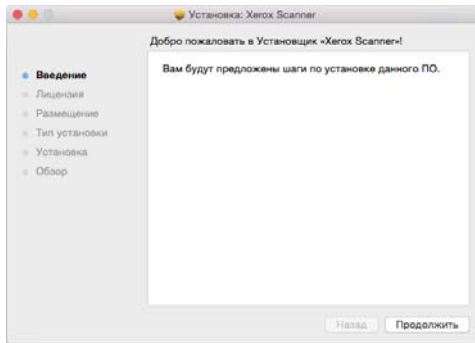 Установка: Xerox Scanner
Добро пожаловать в Установщик «Xerox Scanner»!
Введение
Лицензия
Размещение
Тип установки
Установка
Обзор
Вам будут предложены шаги по установке данного ПО.
Назад
Продолжить